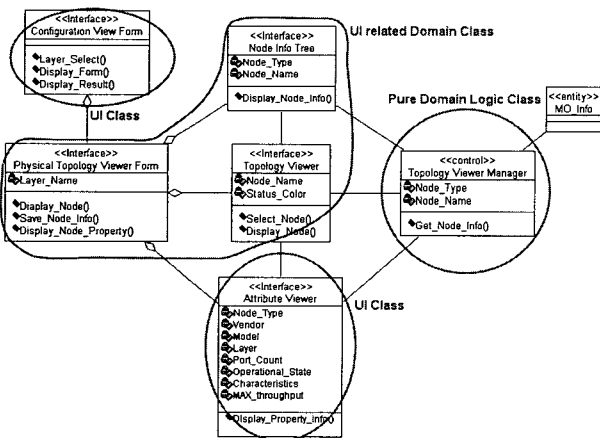 <<Interface>>
Configuration View Form
Layer_Select()
Display_Form()
Display_Result()
UI Class
<<Interface>>
Node Info Tree
Node_Type
Node_Name
Display_Node_Info()
UI related Domain Class
Pure Domain Logic Class
<<entity>>
MO_Info
<<Interface>>
Physical Topology Viewer Form
Layer_Name
Diaplay_Node()
Save_Node_Info()
Display_Node_Property()
<<Interface>>
Topology Viewer
Node_Name
Status_Color
Select_Node()
Display_Node()
<<control>>
Topology Viewer Manager
Node_Type
Node_Name
Get_Node_Info()
<<Interface>>
Attribute Viewer
Node_Type
Vendor
Model
Layer
Port_Count
Operational_State
Characteristics
MAX_throughput
Display_Property_Info()
UI Class